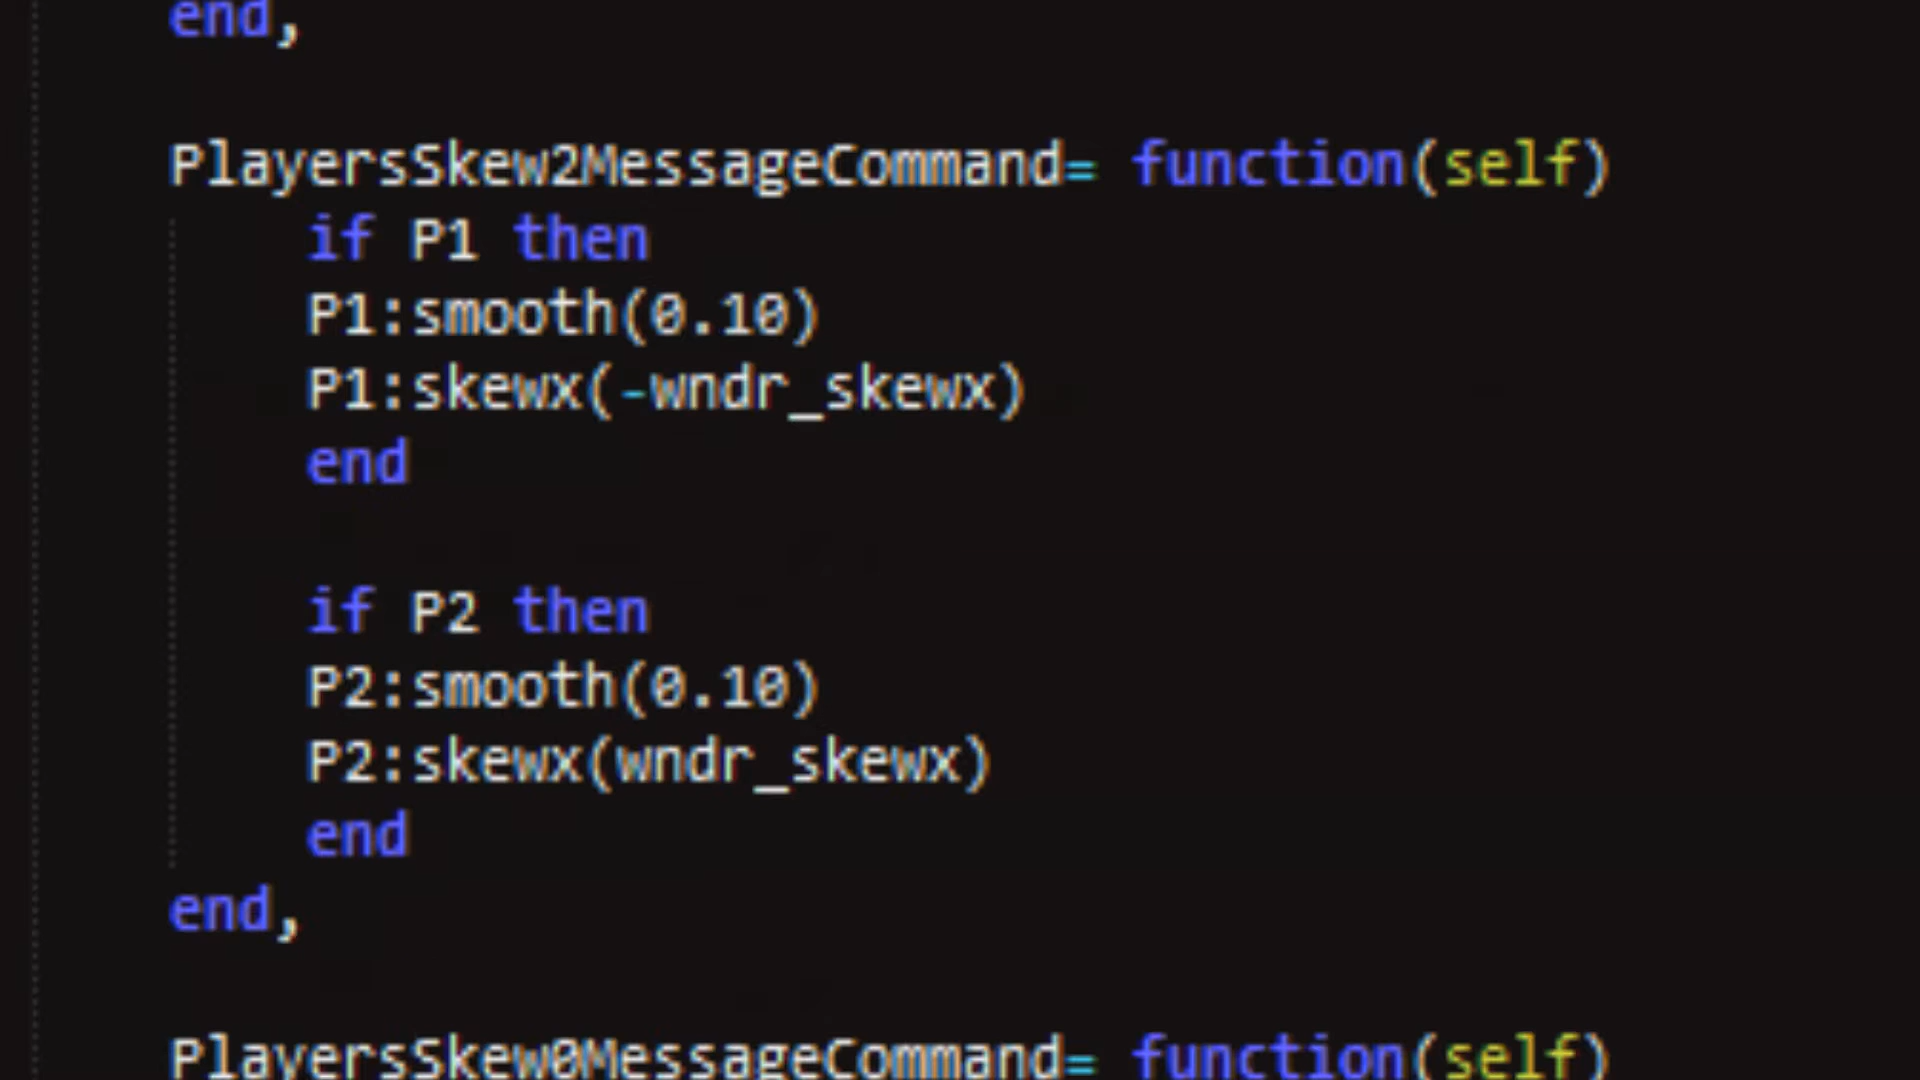 end,
PlayersSkew2MessageCommand= function(self)
if P1 then
P1:smooth(0.10)
P1:skewx(-wndr_skewx)
end
if P2 then
P2:smooth(0.10)
P2:skewx(wndr_skewx)
end
end,
PlayersSkew0MessageCommand= function(self)